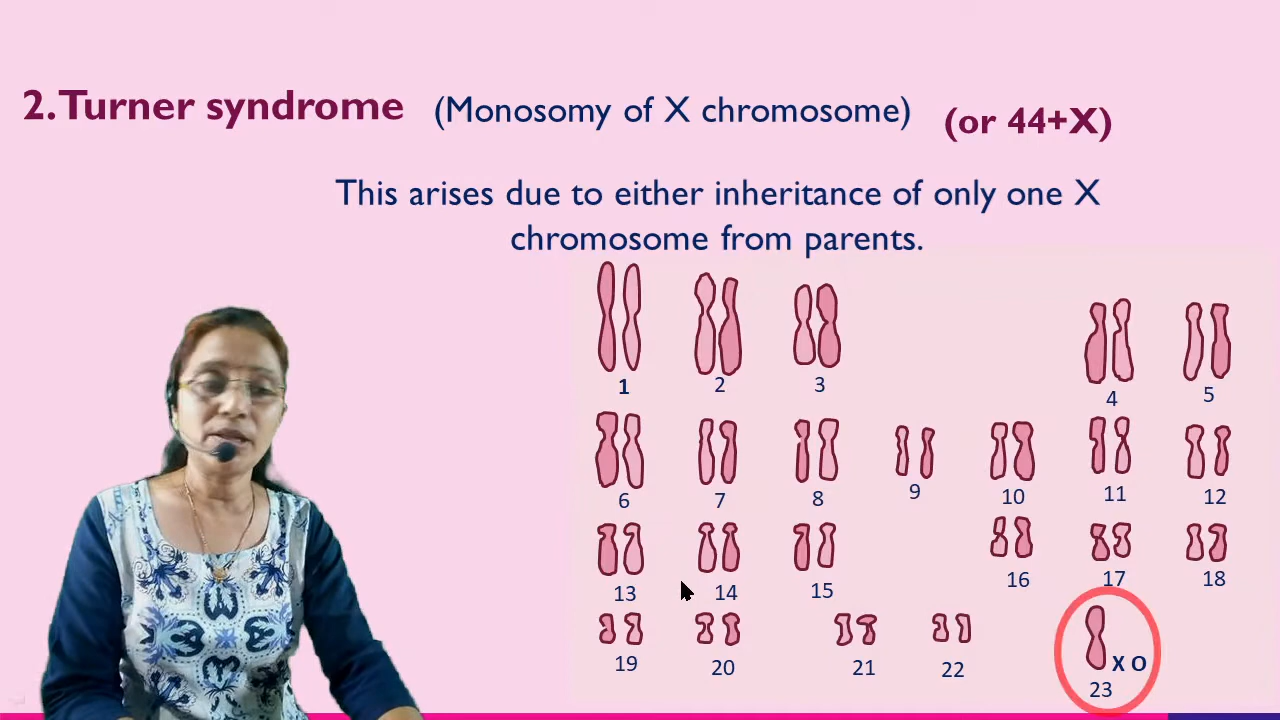 2. Turner syndrome (Monosomy of X chromosome) (or 44+X)
This arises due to either inheritance of only one X
chromosome from parents.
1 2 3 4 5
6 7 8 9 10 11 12
13 14 15 16 17 18
19 20 21 22 X O
23